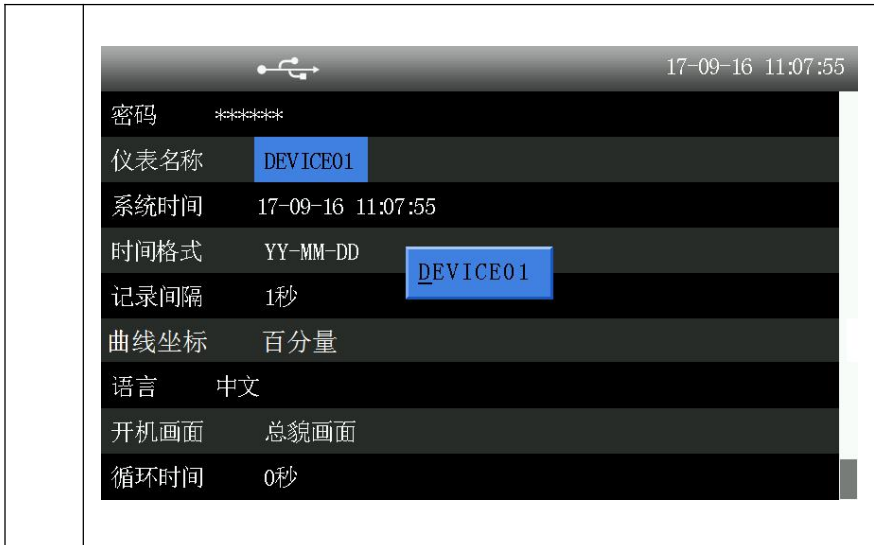 17-09-16 11:07:55
密码 ******
仪表名称 DEVICE01
系统时间 17-09-16 11:07:55
时间格式 YY-MM-DD
DEVICE01
记录间隔 1秒
曲线坐标 百分量
语言 中文
开机画面 总貌画面
循环时间 0秒